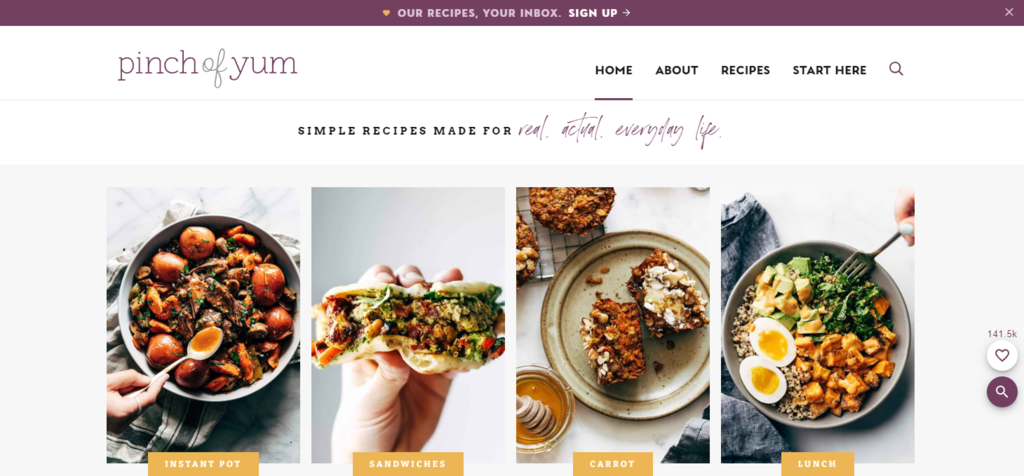 OUR RECIPES, YOUR INBOX. SIGN UP →
pinch of yum
HOME ABOUT RECIPES START HERE
SIMPLE RECIPES MADE FOR real. actual. everyday life.
141.5k
INSTANT POT
SANDWICHES
CARROT
LUNCH